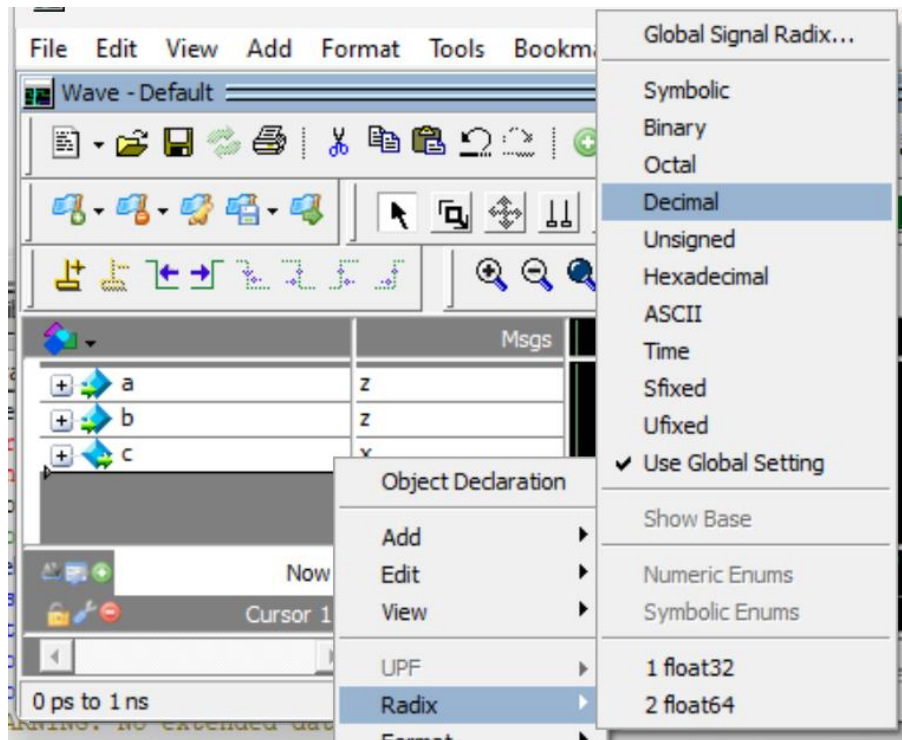 File Edit View Add Format Tools Bookma
Wave - Default
Msgs
a z
b z
c x
Now
Cursor 1
0 ps to 1 ns
Object Declaration
Add
Edit
View
UPF
Radix
Format
Global Signal Radix...
Symbolic
Binary
Octal
Decimal
Unsigned
Hexadecimal
ASCII
Time
Sfixed
Ufixed
Use Global Setting
Show Base
Numeric Enums
Symbolic Enums
1 float32
2 float64